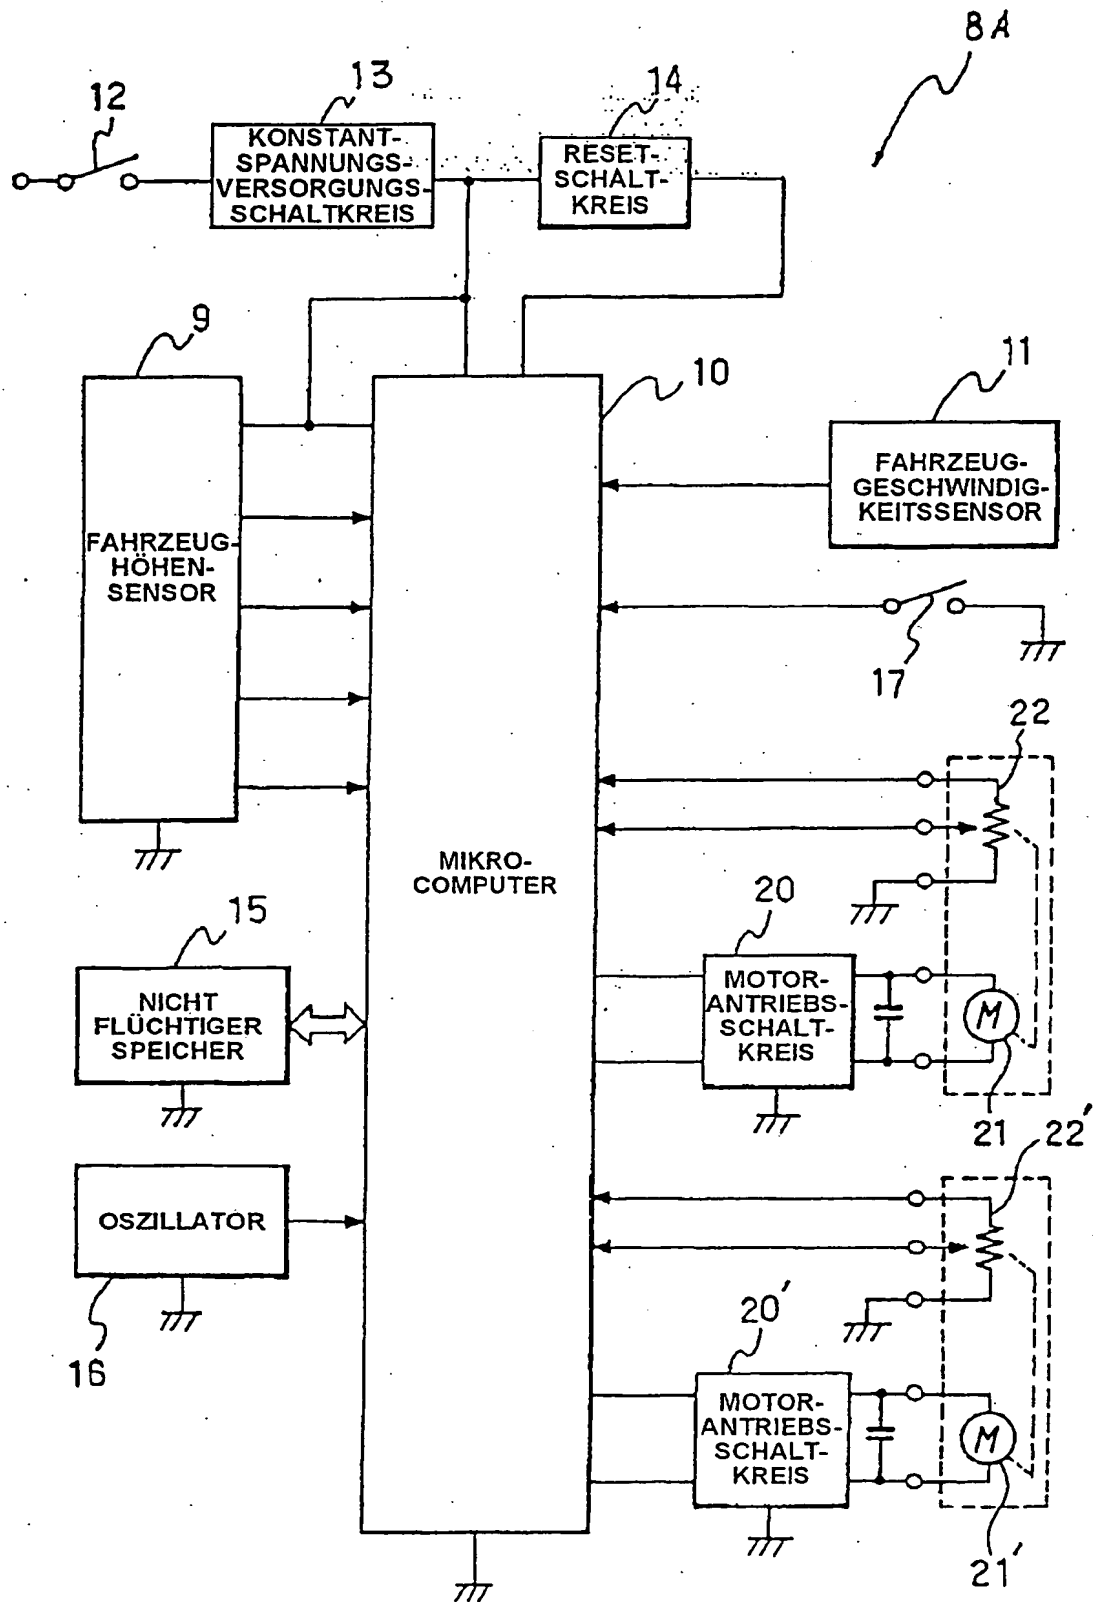 8A
12
13
14
KONSTANT-
SPANNUNGS-
VERSORGUNGS-
SCHALTKREIS
RESET-
SCHALT-
KREIS
9
10
11
FAHRZEUG-
HÖHEN-
SENSOR
FAHRZEUG-
GESCHWINDIG-
KEITSSENSOR
17
22
MIKRO-
COMPUTER
15
NICHT
FLÜCHTIGER
SPEICHER
20
MOTOR-
ANTRIEBS-
SCHALT-
KREIS
M
21
22'
OSZILLATOR
16
20'
MOTOR-
ANTRIEBS-
SCHALT-
KREIS
M
21'